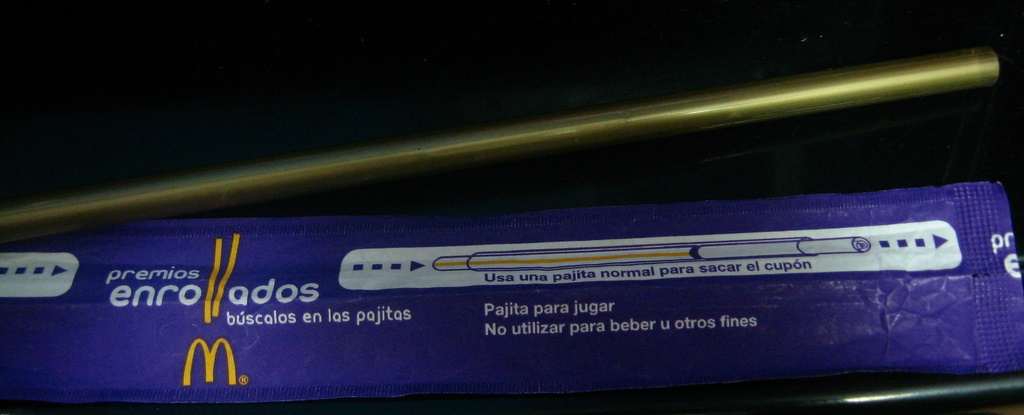 premios
enrollados
búscalos en las pajitas
M®
Usa una pajita normal para sacar el cupón
Pajita para jugar
No utilizar para beber u otros fines
pr
e